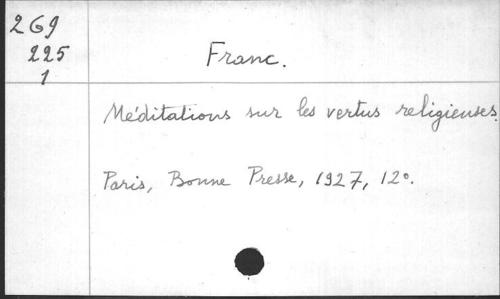 269
225
1
Franc.
Méditations sur les vertus religieuses.
Paris, Bonne Presse, 1927, 12°.